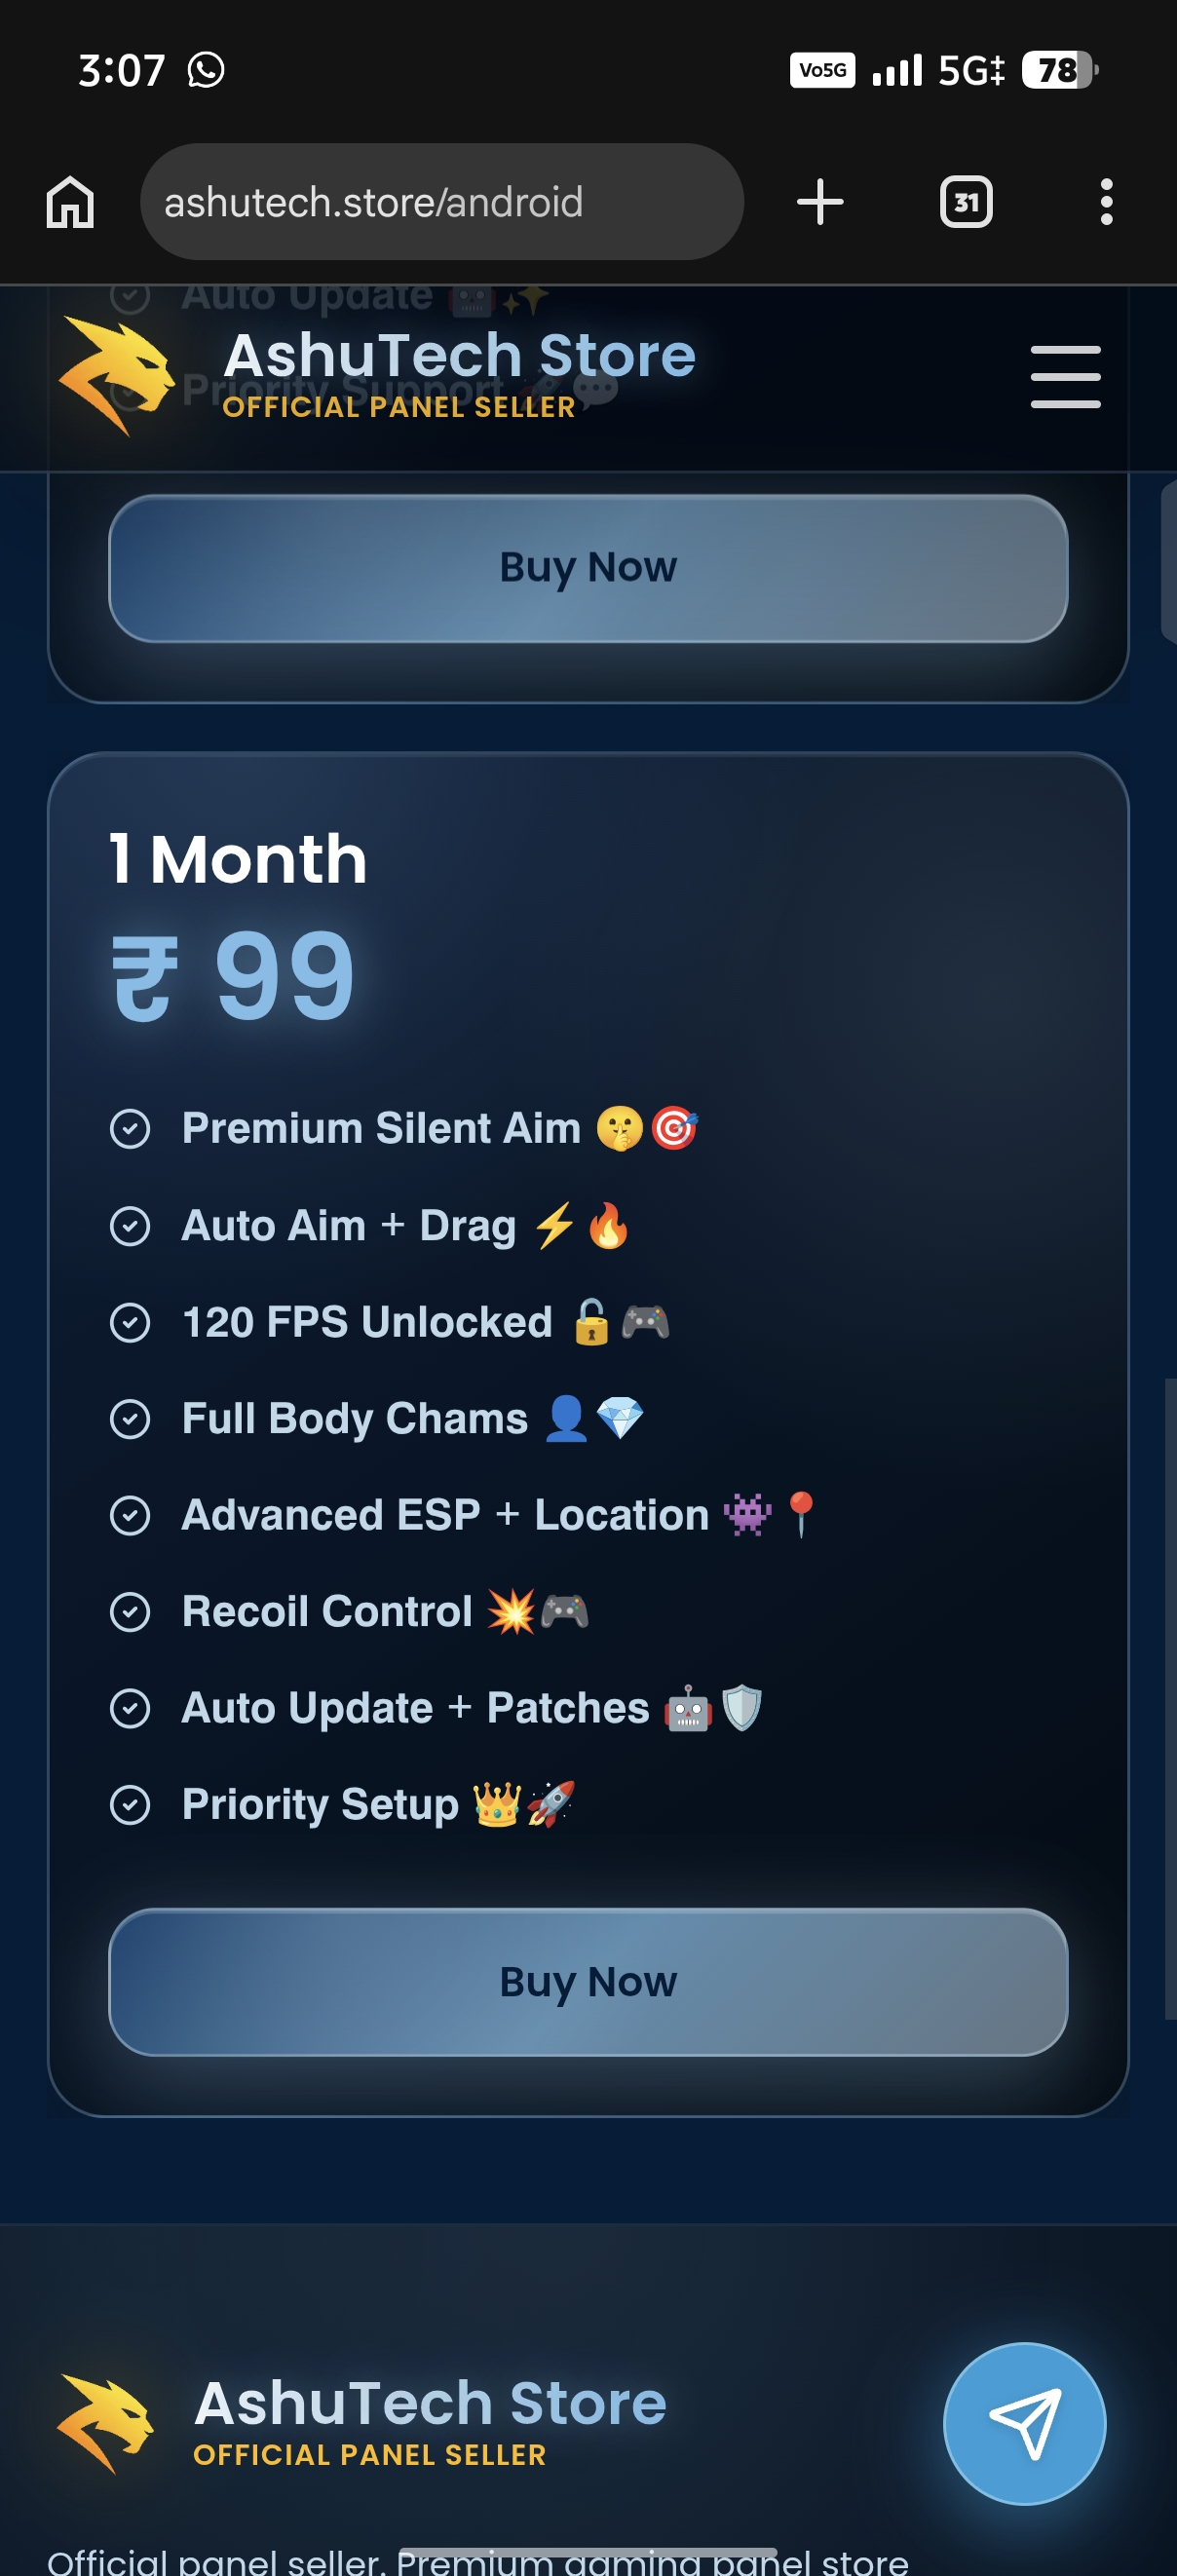 3:07
Vo5G 5G‡ 78
ashutech.store/android
31
Auto Update 🤖✨
AshuTech Store
Priority Support 🚀💬
OFFICIAL PANEL SELLER
Buy Now
1 Month
₹ 99
Premium Silent Aim 🤫🎯
Auto Aim + Drag ⚡🔥
120 FPS Unlocked 🔓🎮
Full Body Chams 👤💎
Advanced ESP + Location 👾📍
Recoil Control 💥🎮
Auto Update + Patches 🤖🛡️
Priority Setup 👑🚀
Buy Now
AshuTech Store
OFFICIAL PANEL SELLER
Official panel seller. Premium gaming panel store